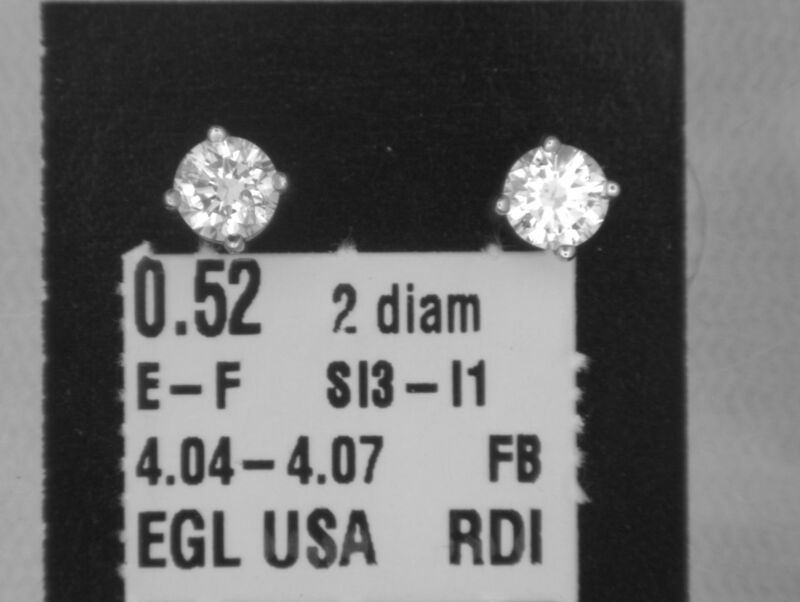 0.52 2 diam
E-F SI3-I1
4.04-4.07 FB
EGL USA RDI